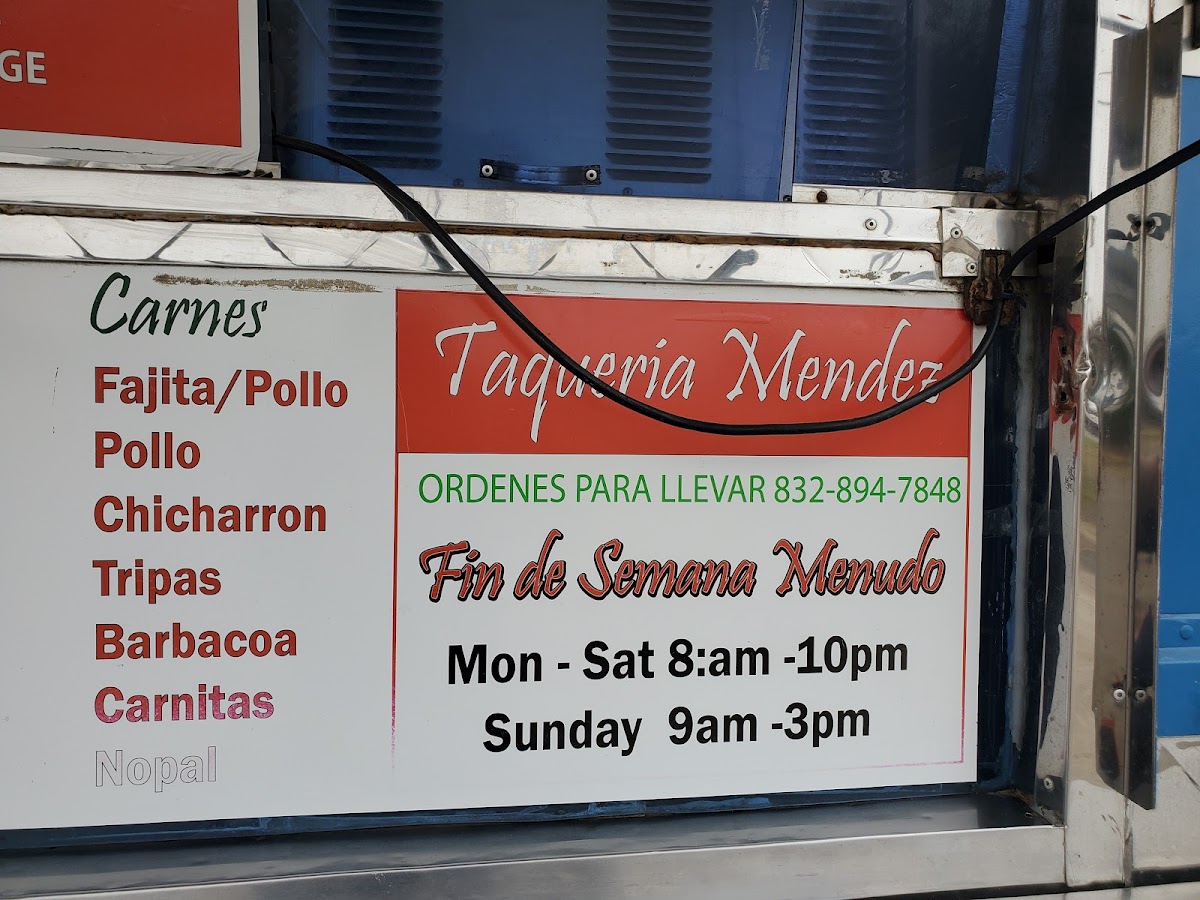 GE
Carnes
Fajita/Pollo
Pollo
Chicharron
Tripas
Barbacoa
Carnitas
Nopal
Taqueria Mendez
ORDENES PARA LLEVAR 832-894-7848
Fin de Semana Menudo
Mon - Sat 8:am -10pm
Sunday 9am -3pm